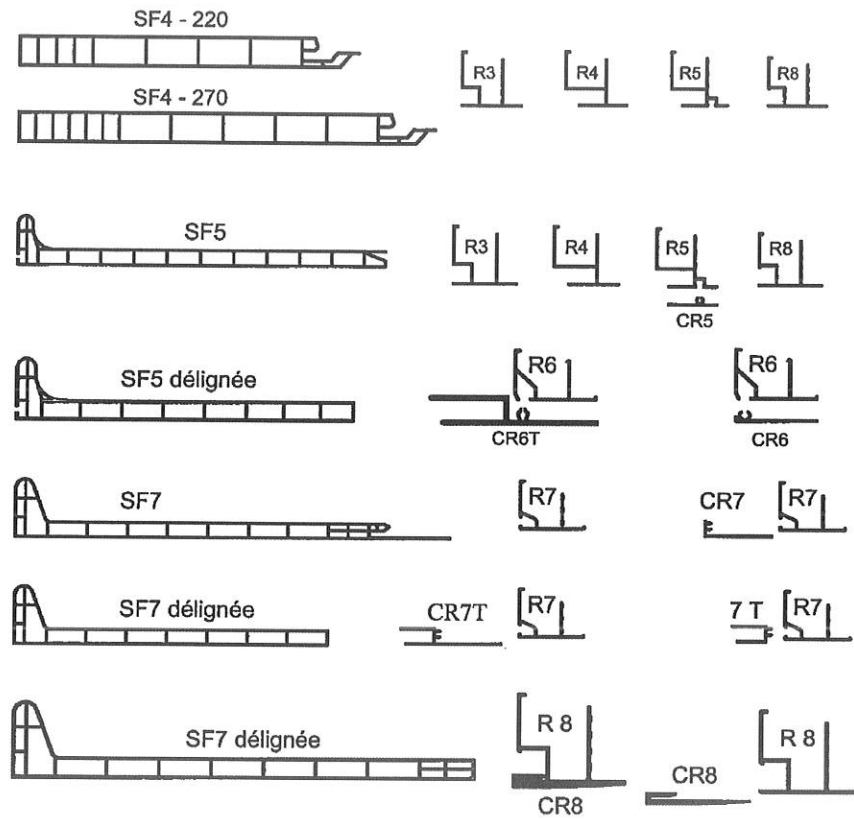 SF4 - 220
R3 R4 R5 R8
SF4 - 270
SF5
R3 R4 R5 R8
CR5
SF5 délignée
R6 R6
CR6T CR6
SF7
R7 CR7 R7
SF7 délignée
CR7T R7 7 T R7
SF7 délignée
R 8 R 8
CR8 CR8